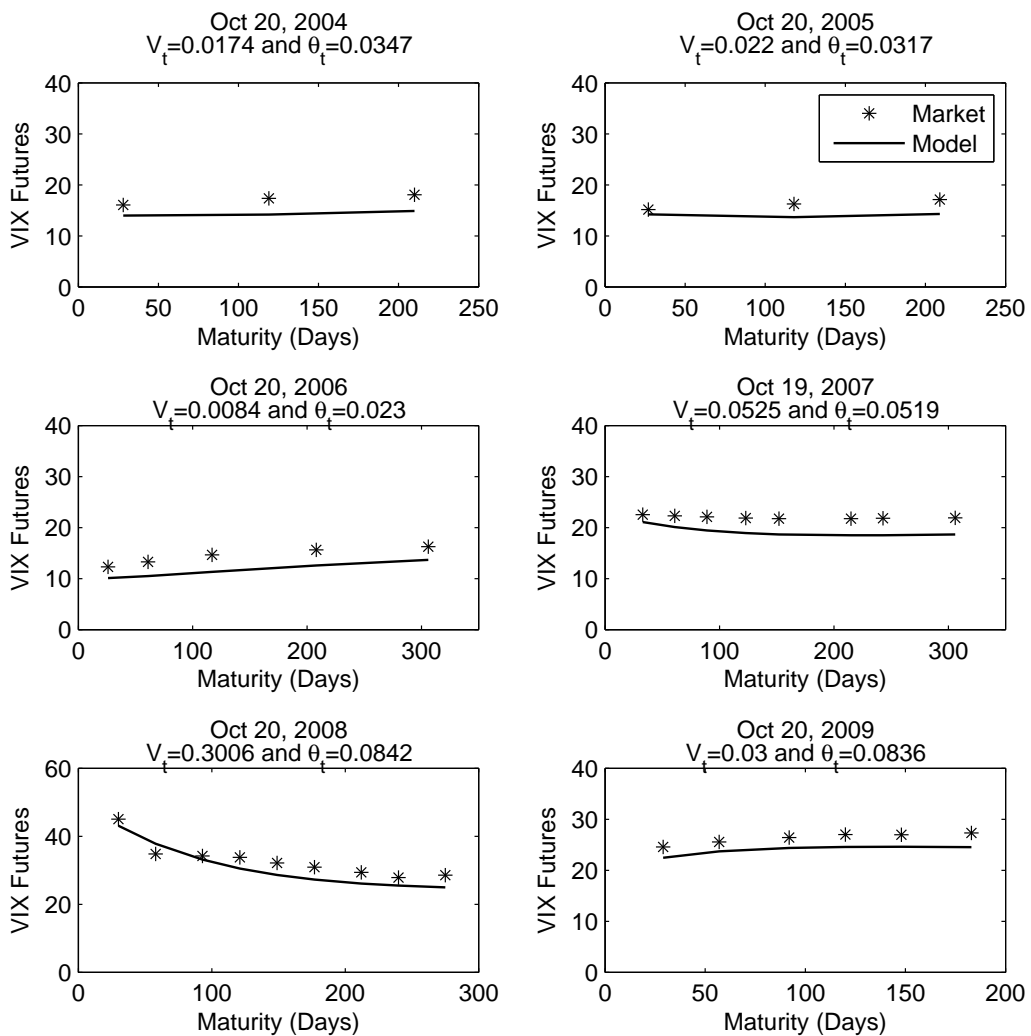 Oct 20, 2004
V_t=0.0174 and θ_t=0.0347
40
30
20
10
0
VIX Futures
0 50 100 150 200 250
Maturity (Days)
Oct 20, 2005
V_t=0.022 and θ_t=0.0317
Market
Model
40
30
20
10
0
VIX Futures
0 50 100 150 200 250
Maturity (Days)
Oct 20, 2006
V_t=0.0084 and θ_t=0.023
40
30
20
10
0
VIX Futures
0 100 200 300
Maturity (Days)
Oct 19, 2007
V_t=0.0525 and θ_t=0.0519
40
30
20
10
0
VIX Futures
0 100 200 300
Maturity (Days)
Oct 20, 2008
V_t=0.3006 and θ_t=0.0842
60
40
20
0
VIX Futures
0 100 200 300
Maturity (Days)
Oct 20, 2009
V_t=0.03 and θ_t=0.0836
40
30
20
10
0
VIX Futures
0 50 100 150 200
Maturity (Days)